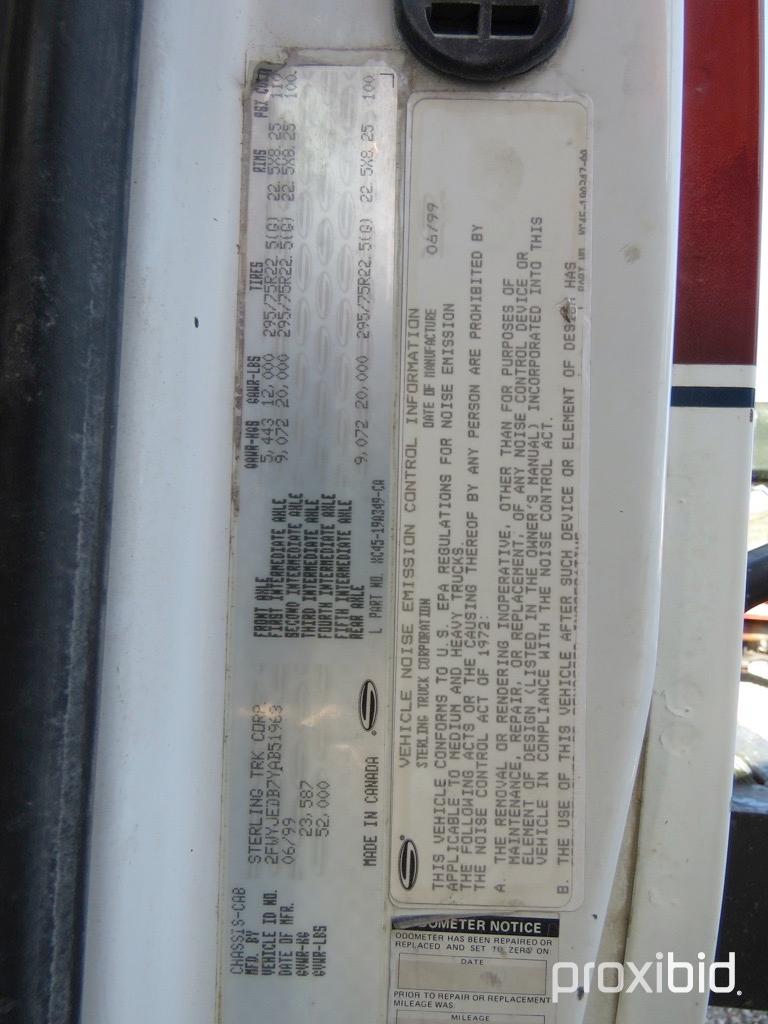 CHASSIS-CAB
MFD. BY STERLING TRK CORP
VEHICLE ID NO. 2FWYJEDB7YAB51963
DATE OF MFR. 06/99
GVWR-KG 23,587
GVWR-LBS 52,000
MADE IN CANADA
GAWR-KGS GAWR-LBS TIRES RIMS PSI COLD
FRONT AXLE 5,443 12,000 295/75R22.5(G) 22.5X8.25 110
FIRST INTERMEDIATE AXLE 9,072 20,000 295/75R22.5(G) 22.5X8.25 100
SECOND INTERMEDIATE AXLE
THIRD INTERMEDIATE AXLE
FOURTH INTERMEDIATE AXLE
FIFTH INTERMEDIATE AXLE
REAR AXLE 9,072 20,000 295/75R22.5(G) 22.5X8.25 100
L PART NO. XC45-19A349-CA
VEHICLE NOISE EMISSION CONTROL INFORMATION
STERLING TRUCK CORPORATION DATE OF MANUFACTURE 06/99
THIS VEHICLE CONFORMS TO U.S. EPA REGULATIONS FOR NOISE EMISSION
APPLICABLE TO MEDIUM AND HEAVY TRUCKS.
THE FOLLOWING ACTS OR THE CAUSING THEREOF BY ANY PERSON ARE PROHIBITED BY
THE NOISE CONTROL ACT OF 1972:
A. THE REMOVAL OR RENDERING INOPERATIVE, OTHER THAN FOR PURPOSES OF
MAINTENANCE, REPAIR, OR REPLACEMENT, OF ANY NOISE CONTROL DEVICE OR
ELEMENT OF DESIGN (LISTED IN THE OWNER'S MANUAL) INCORPORATED INTO THIS
VEHICLE IN COMPLIANCE WITH THE NOISE CONTROL ACT.
B. THE USE OF THIS VEHICLE AFTER SUCH DEVICE OR ELEMENT OF DESIGN HAS
PART NO. XC45-19A347-AA
ODOMETER NOTICE
ODOMETER HAS BEEN REPAIRED OR
REPLACED AND SET TO ZERO ON:
DATE
PRIOR TO REPAIR OR REPLACEMENT
MILEAGE WAS:
MILEAGE
proxibid.